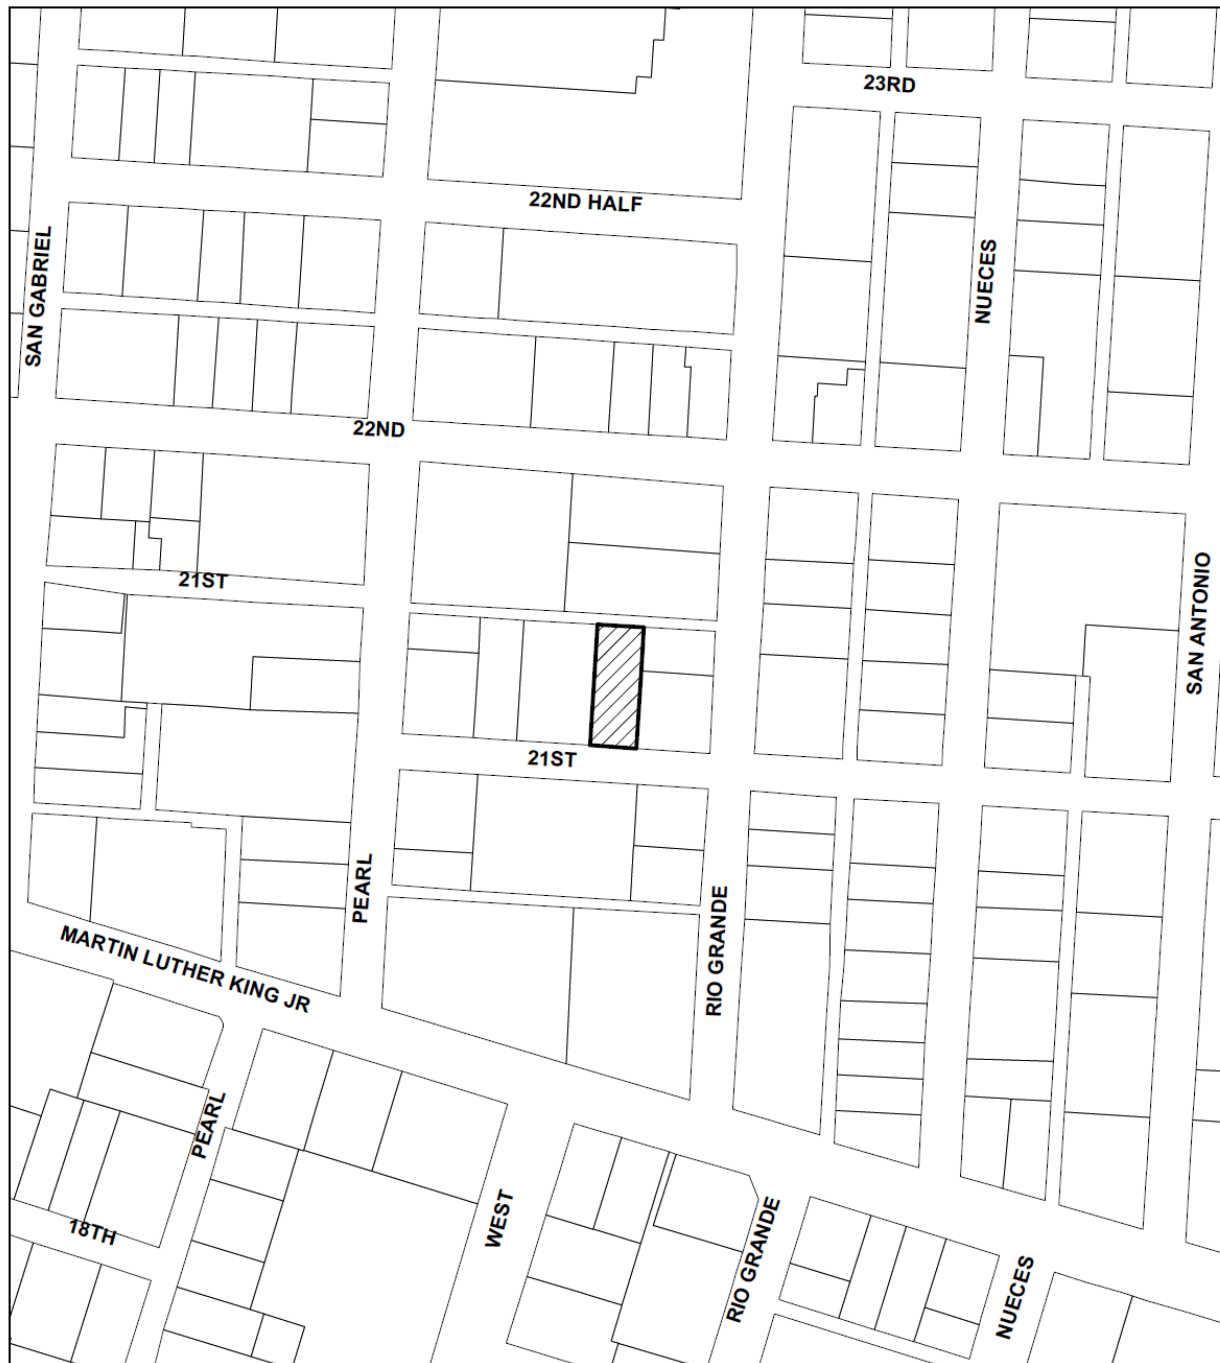 23RD
22ND HALF
SAN GABRIEL
NUECES
22ND
21ST
SAN ANTONIO
21ST
PEARL
RIO GRANDE
MARTIN LUTHER KING JR
PEARL
WEST
18TH
RIO GRANDE
NUECES